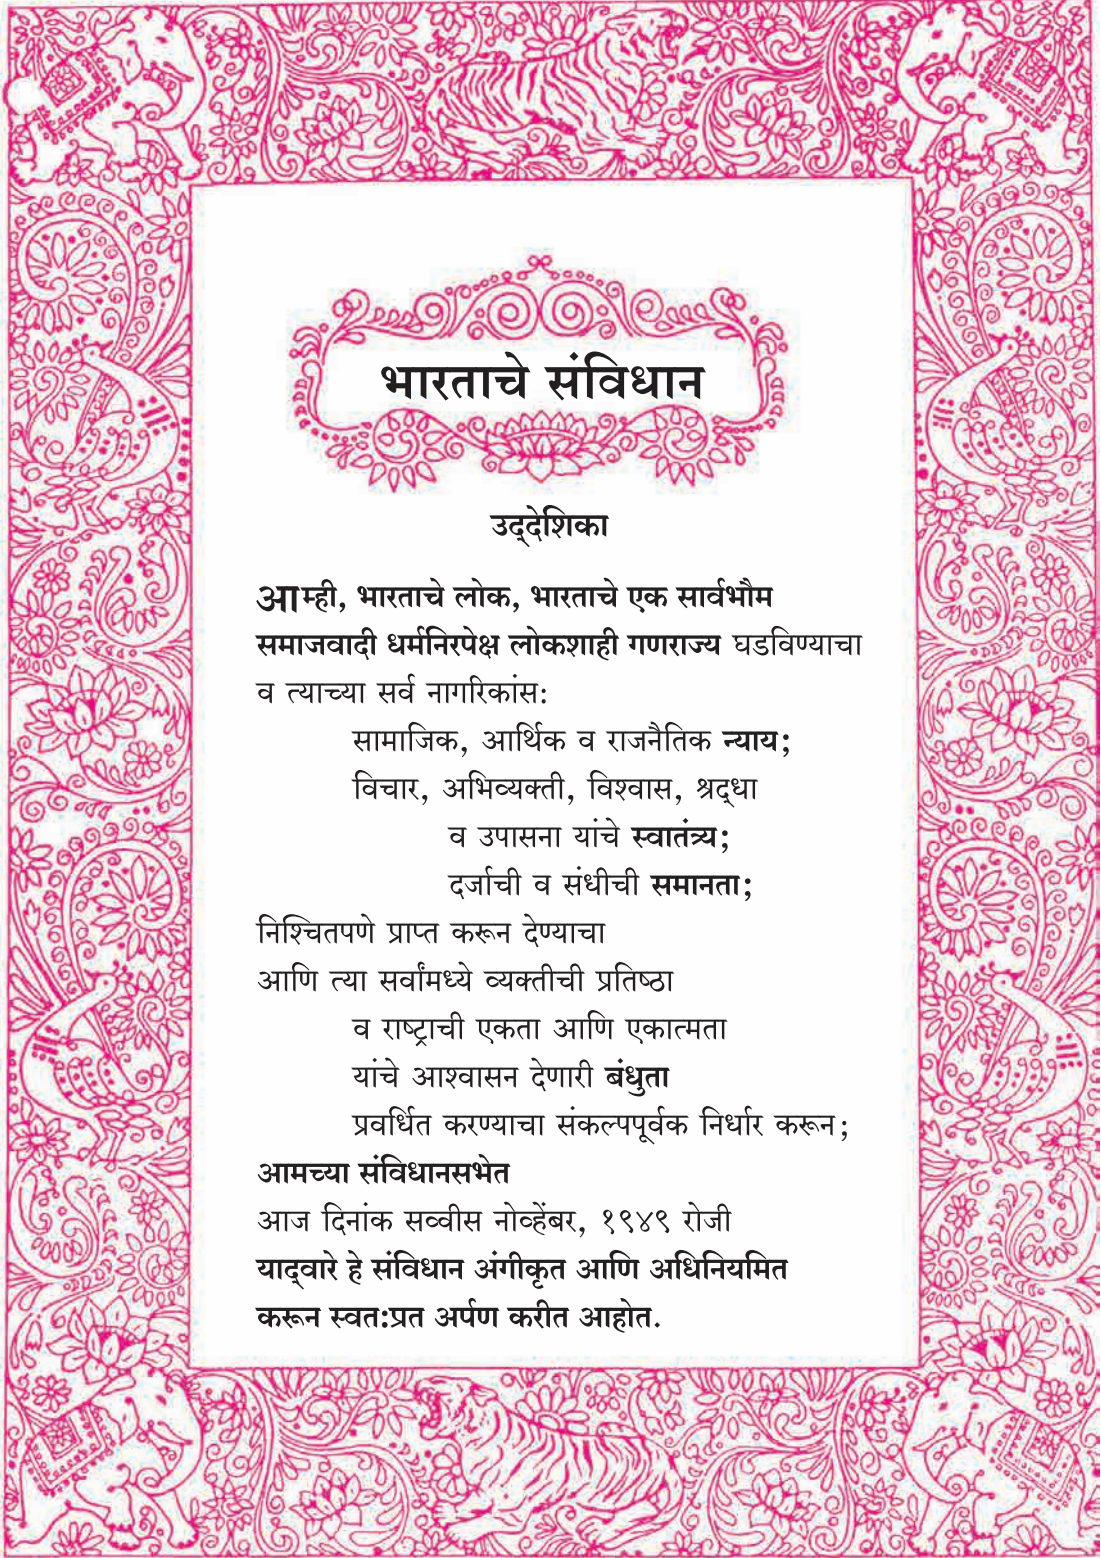 भारताचे संविधान
उद्‌देशिका
आम्ही, भारताचे लोक, भारताचे एक सार्वभौम
समाजवादी धर्मनिरपेक्ष लोकशाही गणराज्य घडविण्याचा
व त्याच्या सर्व नागरिकांस:
सामाजिक, आर्थिक व राजनैतिक न्याय;
विचार, अभिव्यक्ती, विश्वास, श्रद्‌धा
व उपासना यांचे स्वातंत्र्य;
दर्जाची व संधीची समानता;
निश्चितपणे प्राप्त करून देण्याचा
आणि त्या सर्वांमध्ये व्यक्तीची प्रतिष्ठा
व राष्ट्राची एकता आणि एकात्मता
यांचे आश्वासन देणारी बंधुता
प्रवर्धित करण्याचा संकल्पपूर्वक निर्धार करून;
आमच्या संविधानसभेत
आज दिनांक सव्वीस नोव्हेंबर, १९४९ रोजी
याद्‌वारे हे संविधान अंगीकृत आणि अधिनियमित
करून स्वत:प्रत अर्पण करीत आहोत.